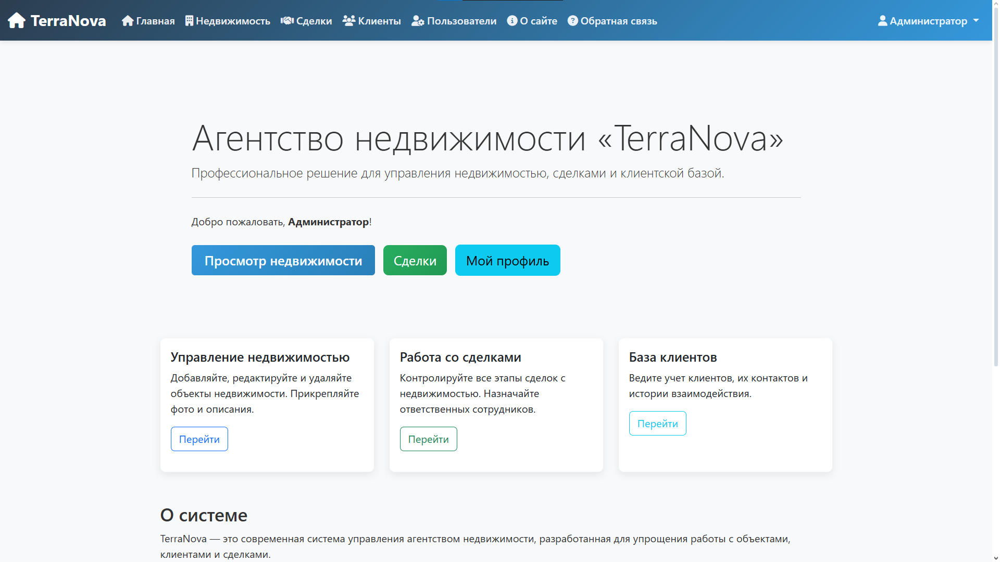 TerraNova Главная Недвижимость Сделки Клиенты Пользователи О сайте Обратная связь Администратор
Агентство недвижимости «TerraNova»
Профессиональное решение для управления недвижимостью, сделками и клиентской базой.
Добро пожаловать, Администратор!
Просмотр недвижимости Сделки Мой профиль
Управление недвижимостью
Добавляйте, редактируйте и удаляйте
объекты недвижимости. Прикрепляйте
фото и описания.
Перейти
Работа со сделками
Контролируйте все этапы сделок с
недвижимостью. Назначайте
ответственных сотрудников.
Перейти
База клиентов
Ведите учет клиентов, их контактов и
истории взаимодействия.
Перейти
О системе
TerraNova — это современная система управления агентством недвижимости, разработанная для упрощения работы с объектами,
клиентами и сделками.